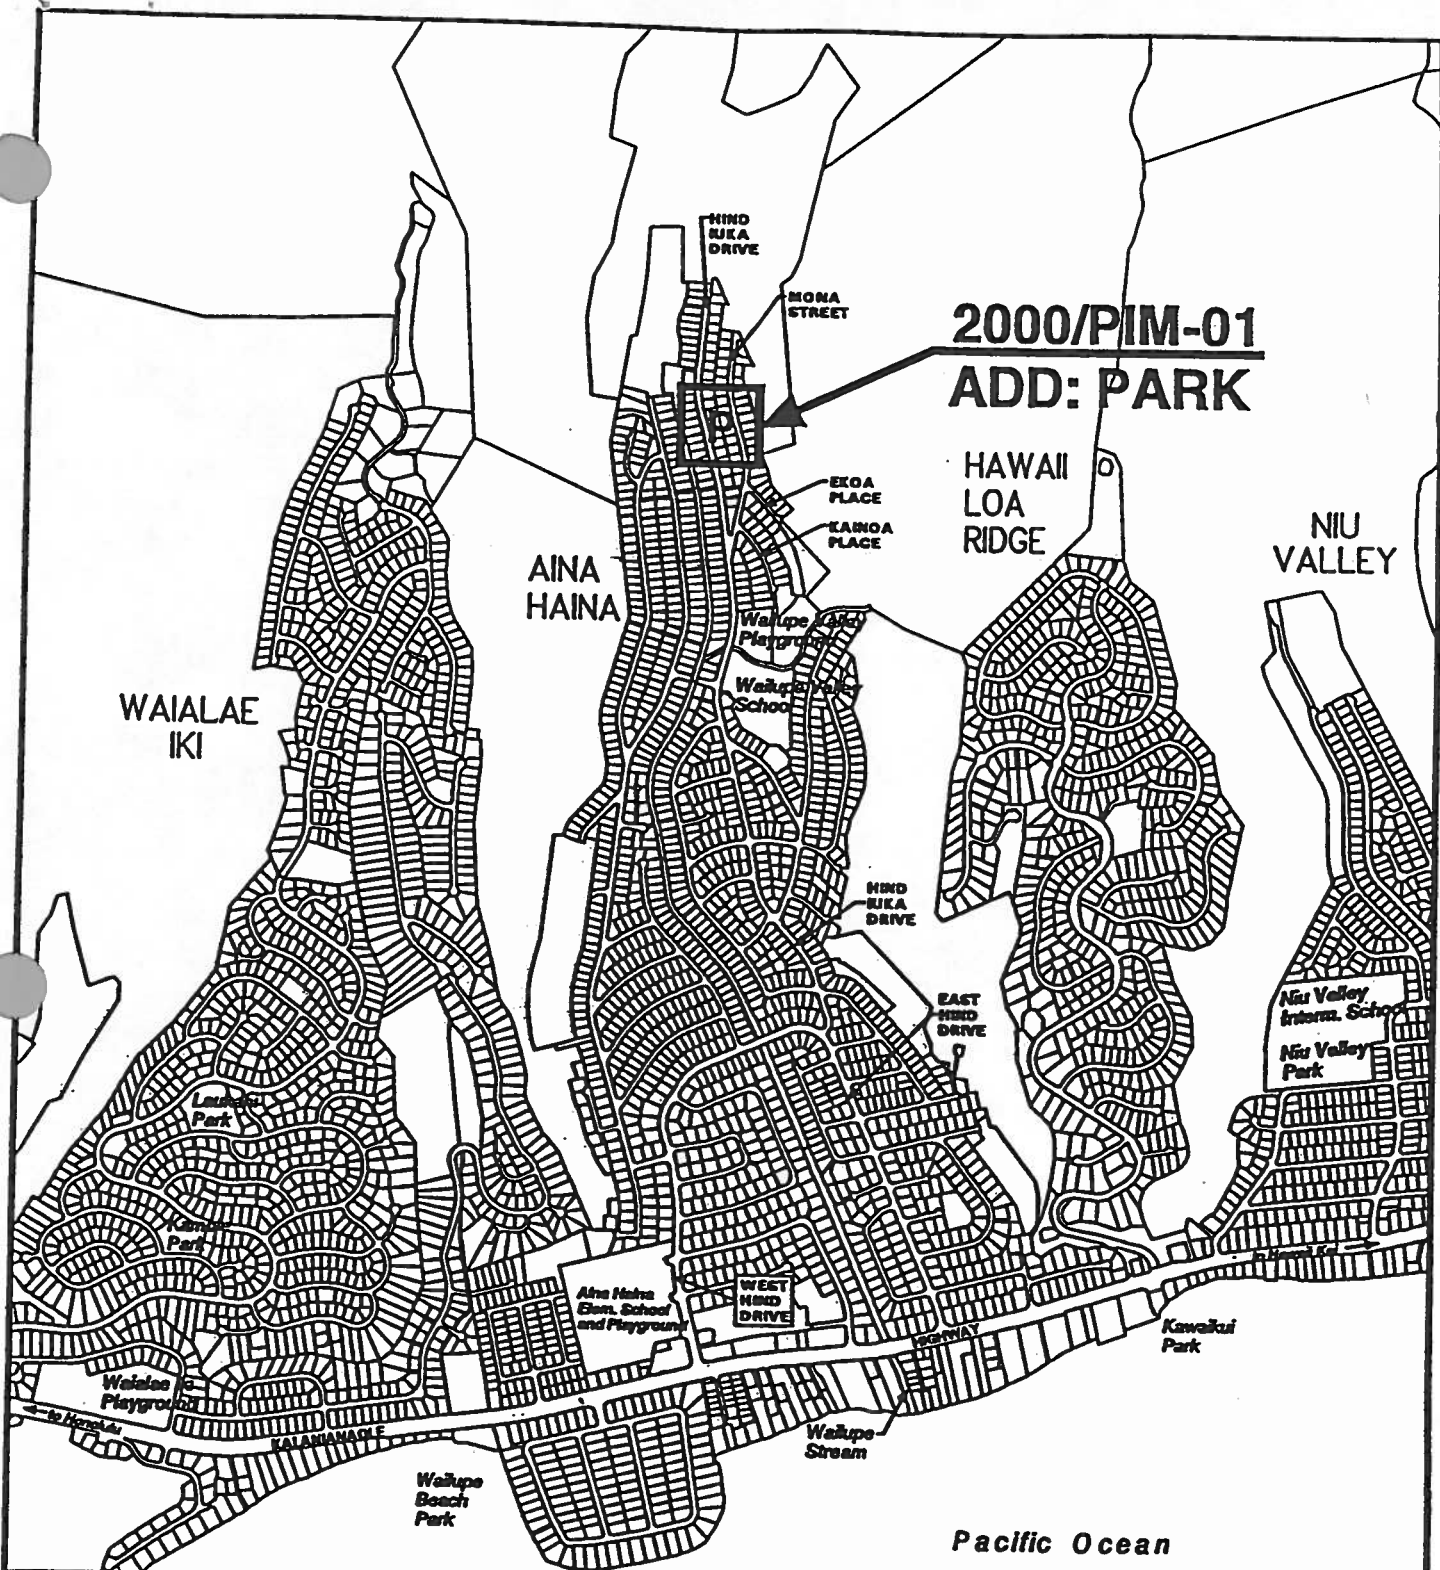 HIND
IUKA
DRIVE
MONA
STREET
2000/PIM-01
ADD: PARK
P
EKOA
PLACE
KAINOA
PLACE
HAWAII
LOA
RIDGE
NIU
VALLEY
AINA
HAINA
Wailupe Valley
Playground
Wailupe Valley
School
WAIALAE
IKI
HIND
IUKA
DRIVE
EAST
HIND
DRIVE
Niu Valley
Interm. School
Niu Valley
Park
Park
Park
Aina Haina
Elem. School
and Playground
WEST
HIND
DRIVE
to Hawaii Kai
HIGHWAY
Kawaikui
Park
Waialae
Playground
to Honolulu
KALANIANAOLE
Wailupe
Stream
Wailupe
Beach
Park
Pacific Ocean